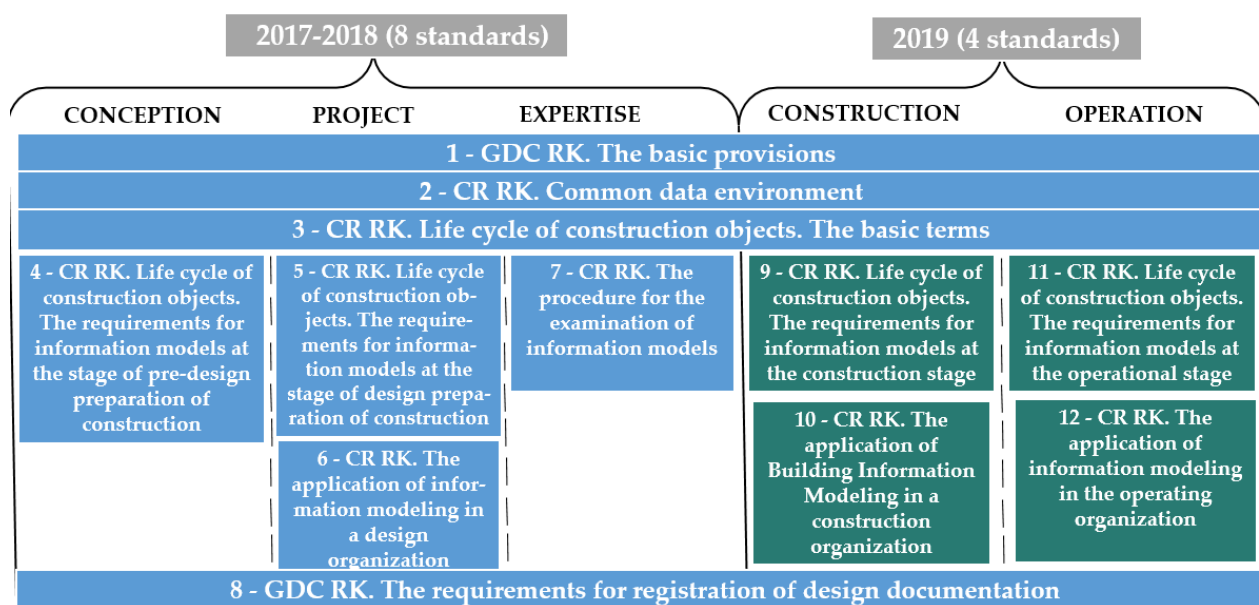 2017-2018 (8 standards)
2019 (4 standards)
CONCEPTION
PROJECT
EXPERTISE
CONSTRUCTION
OPERATION
1 - GDC RK. The basic provisions
2 - CR RK. Common data environment
3 - CR RK. Life cycle of construction objects. The basic terms
4 - CR RK. Life cycle of
construction objects.
The requirements for
information models at
the stage of pre-design
preparation of
construction
5 - CR RK. Life cycle
of construction ob-
jects. The require-
ments for informa-
tion models at the
stage of design prepa-
ration of construction
6 - CR RK. The
application of infor-
mation modeling in
a design
organization
7 - CR RK. The
procedure for the
examination of
information models
9 - CR RK. Life cycle of
construction objects.
The requirements for
information models at
the construction stage
10 - CR RK. The
application of
Building Information
Modeling in a
construction
organization
11 - CR RK. Life cycle
of construction objects.
The requirements for
information models at
the operational stage
12 - CR RK. The
application of
information modeling
in the operating
organization
8 - GDC RK. The requirements for registration of design documentation